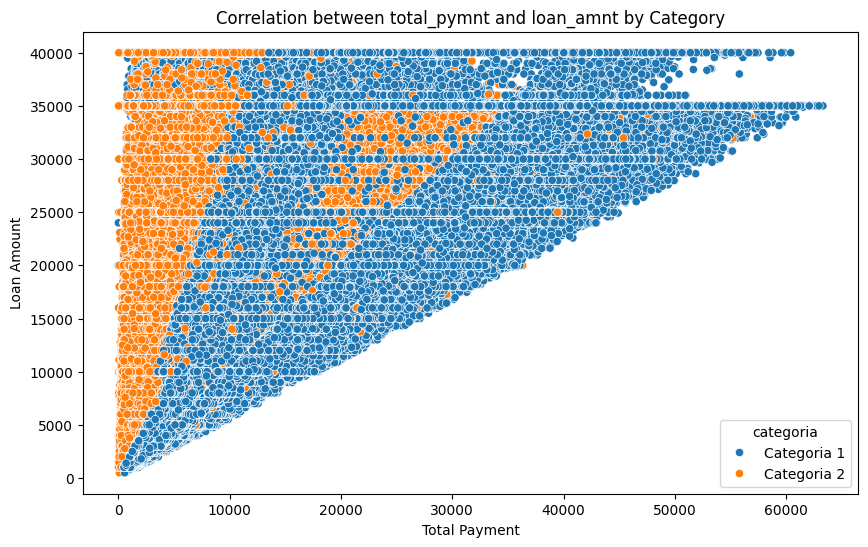 Correlation between total_pymnt and loan_amnt by Category
Loan Amount
40000
35000
30000
25000
20000
15000
10000
5000
0
0 10000 20000 30000 40000 50000 60000
Total Payment
categoria
Categoria 1
Categoria 2